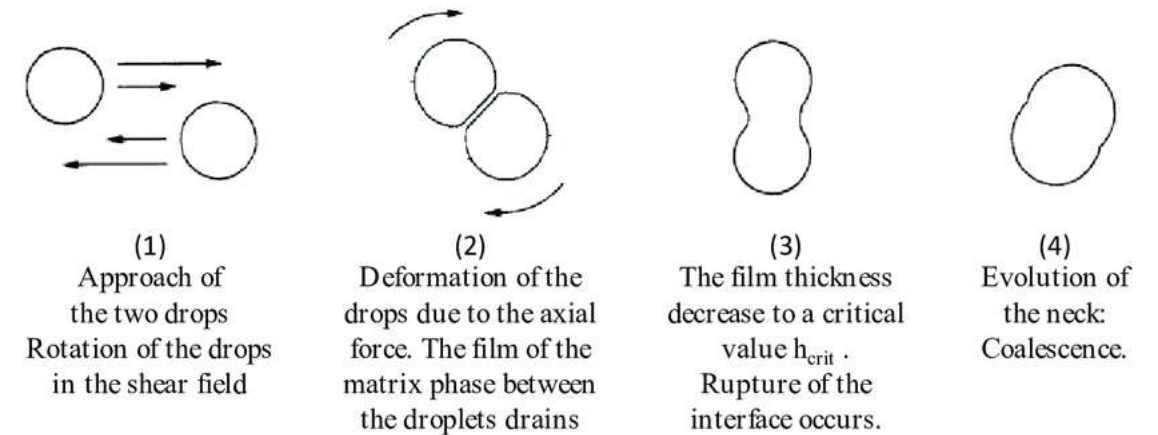 (1)
Approach of
the two drops
Rotation of the drops
in the shear field
(2)
Deformation of the
drops due to the axial
force. The film of the
matrix phase between
the droplets drains
(3)
The film thickness
decrease to a critical
value hcrit .
Rupture of the
interface occurs.
(4)
Evolution of
the neck:
Coalescence.